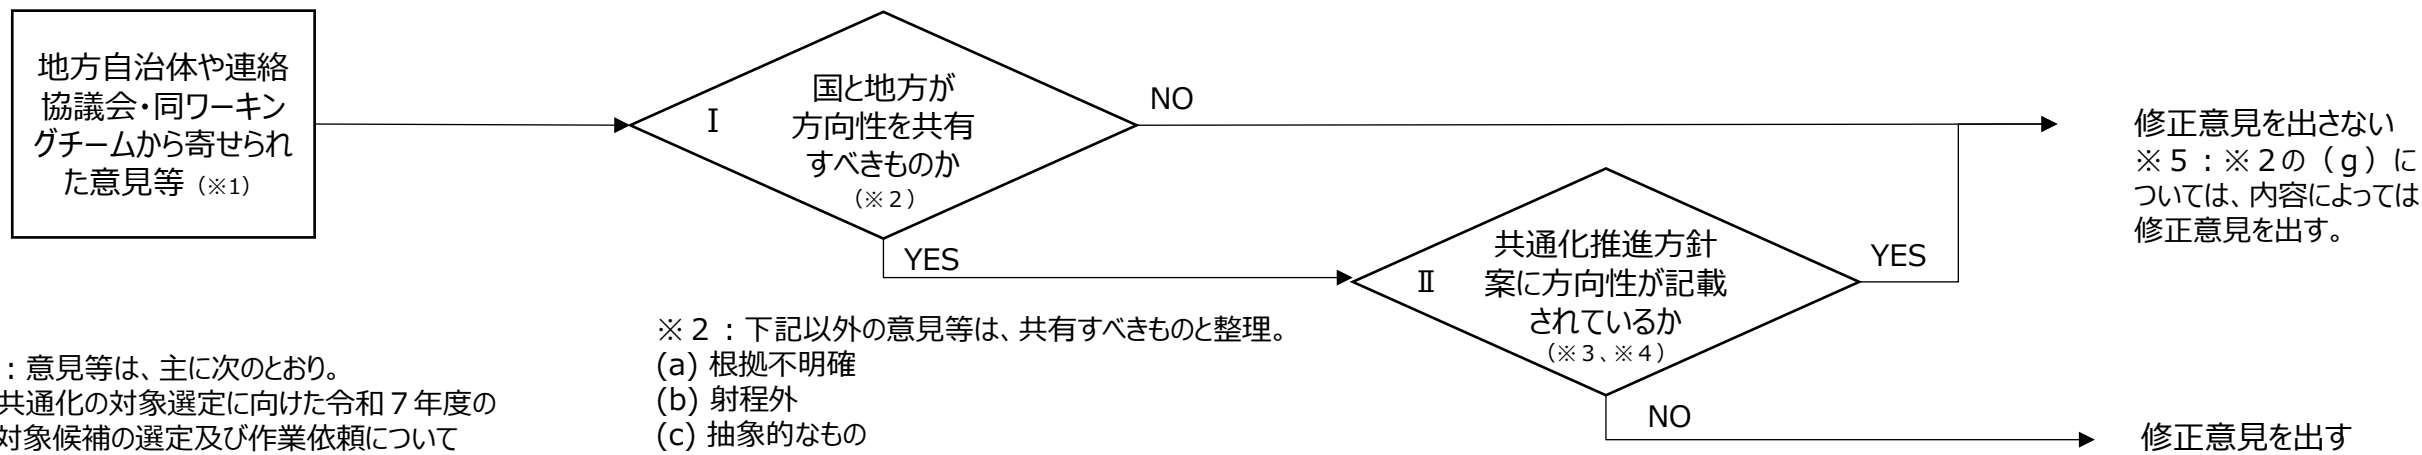 地方自治体や連絡
協議会・同ワーキン
グチームから寄せられ
た意見等（※1）
Ⅰ
国と地方が
方向性を共有
すべきものか
（※２）
NO
YES
Ⅱ
共通化推進方針
案に方向性が記載
されているか
（※３、※４）
YES
NO
修正意見を出さない
※５：※２の（g）に
ついては、内容によっては
修正意見を出す。
修正意見を出す
※２：下記以外の意見等は、共有すべきものと整理。
(a) 根拠不明確
(b) 射程外
(c) 抽象的なもの
：意見等は、主に次のとおり。
共通化の対象選定に向けた令和７年度の
対象候補の選定及び作業依頼について